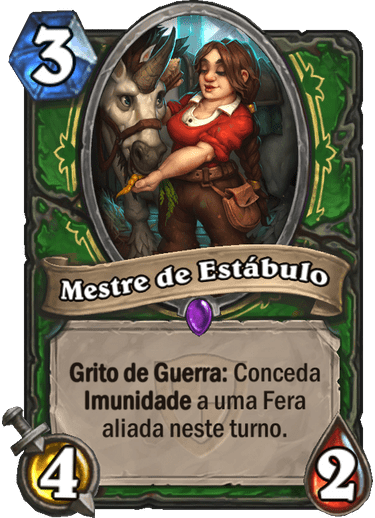 3
Mestre de Estábulo
Grito de Guerra: Conceda
Imunidade a uma Fera
aliada neste turno.
4
2